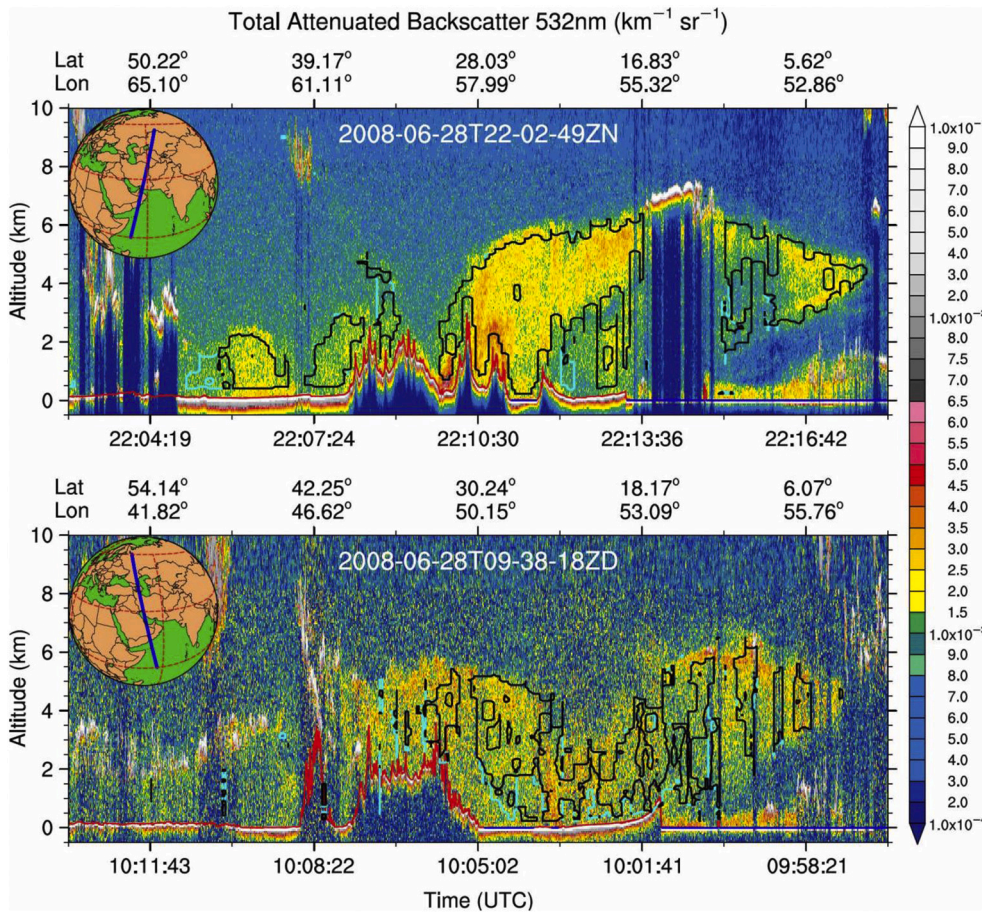 Total Attenuated Backscatter 532nm (km⁻¹ sr⁻¹)
Lat 50.22° 39.17° 28.03° 16.83° 5.62°
Lon 65.10° 61.11° 57.99° 55.32° 52.86°
2008-06-28T22-02-49ZN
Altitude (km)
10
8
6
4
2
0
22:04:19 22:07:24 22:10:30 22:13:36 22:16:42
Lat 54.14° 42.25° 30.24° 18.17° 6.07°
Lon 41.82° 46.62° 50.15° 53.09° 55.76°
2008-06-28T09-38-18ZD
Altitude (km)
10
8
6
4
2
0
10:11:43 10:08:22 10:05:02 10:01:41 09:58:21
Time (UTC)
1.0x10⁻
9.0
8.0
7.0
6.0
5.0
4.0
3.0
2.0
1.0x10⁻²
9.0
8.0
7.5
7.0
6.5
6.0
5.5
5.0
4.5
4.0
3.5
3.0
2.5
2.0
1.5
1.0x10⁻³
9.0
8.0
7.0
6.0
5.0
4.0
3.0
2.0
1.0x10⁻